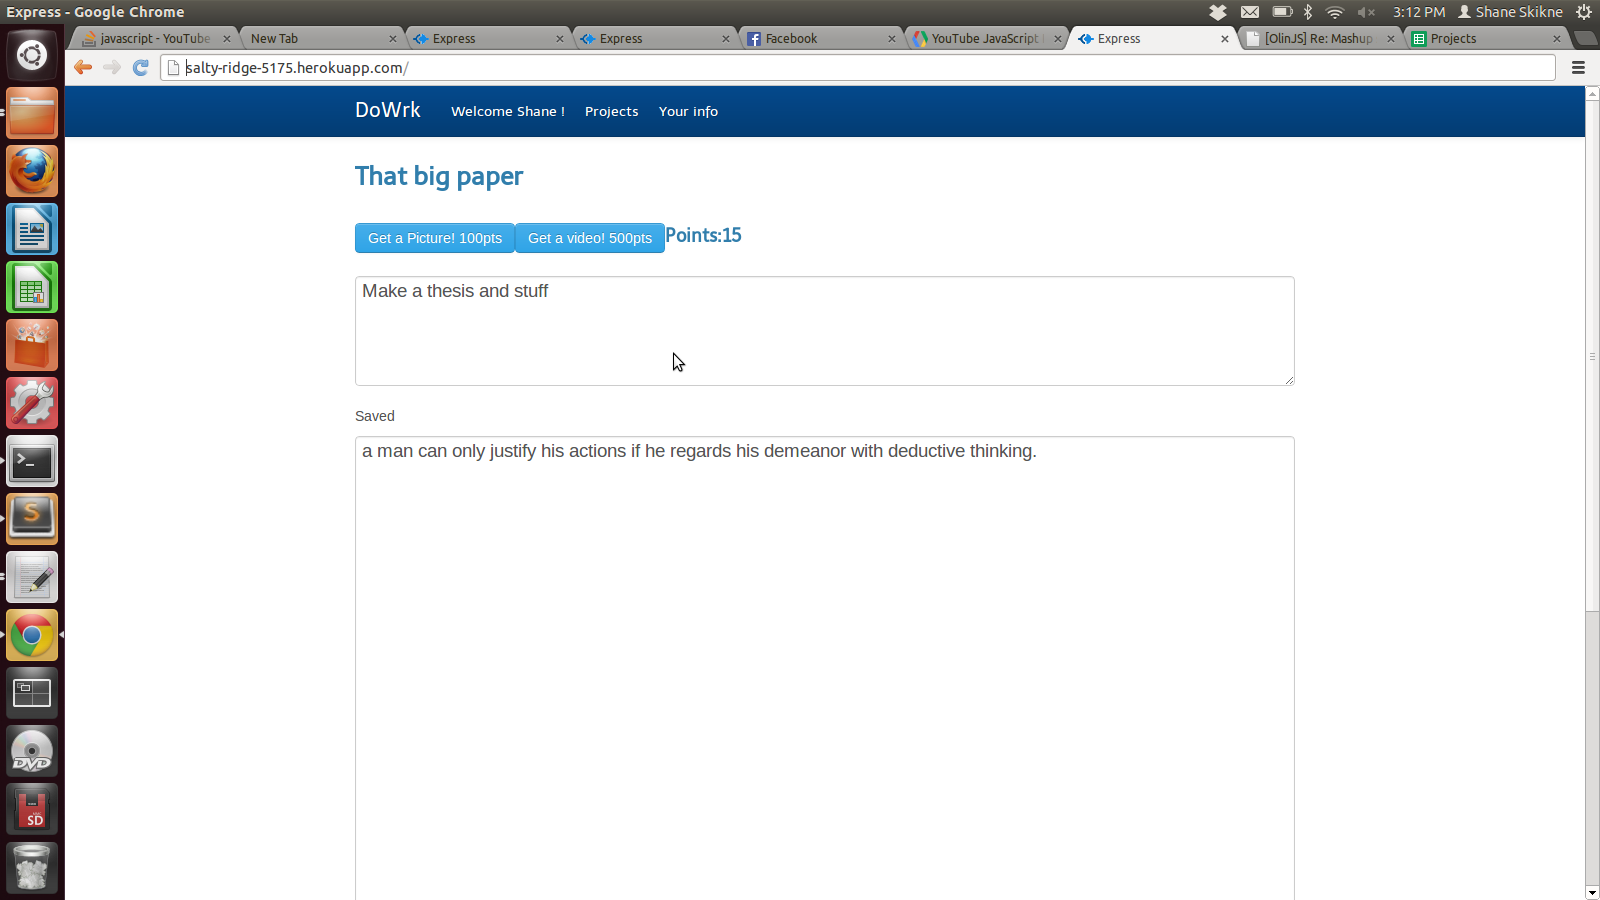 Express - Google Chrome
3:12 PM Shane Skikne
javascript - YouTube
New Tab
Express
Express
Facebook
YouTube JavaScript
Express
[OlinJS] Re: Mashup
Projects
salty-ridge-5175.herokuapp.com/
DoWrk Welcome Shane ! Projects Your info
That big paper
Get a Picture! 100pts Get a video! 500pts Points:15
Make a thesis and stuff
Saved
a man can only justify his actions if he regards his demeanor with deductive thinking.
>_
S
DVD
SD